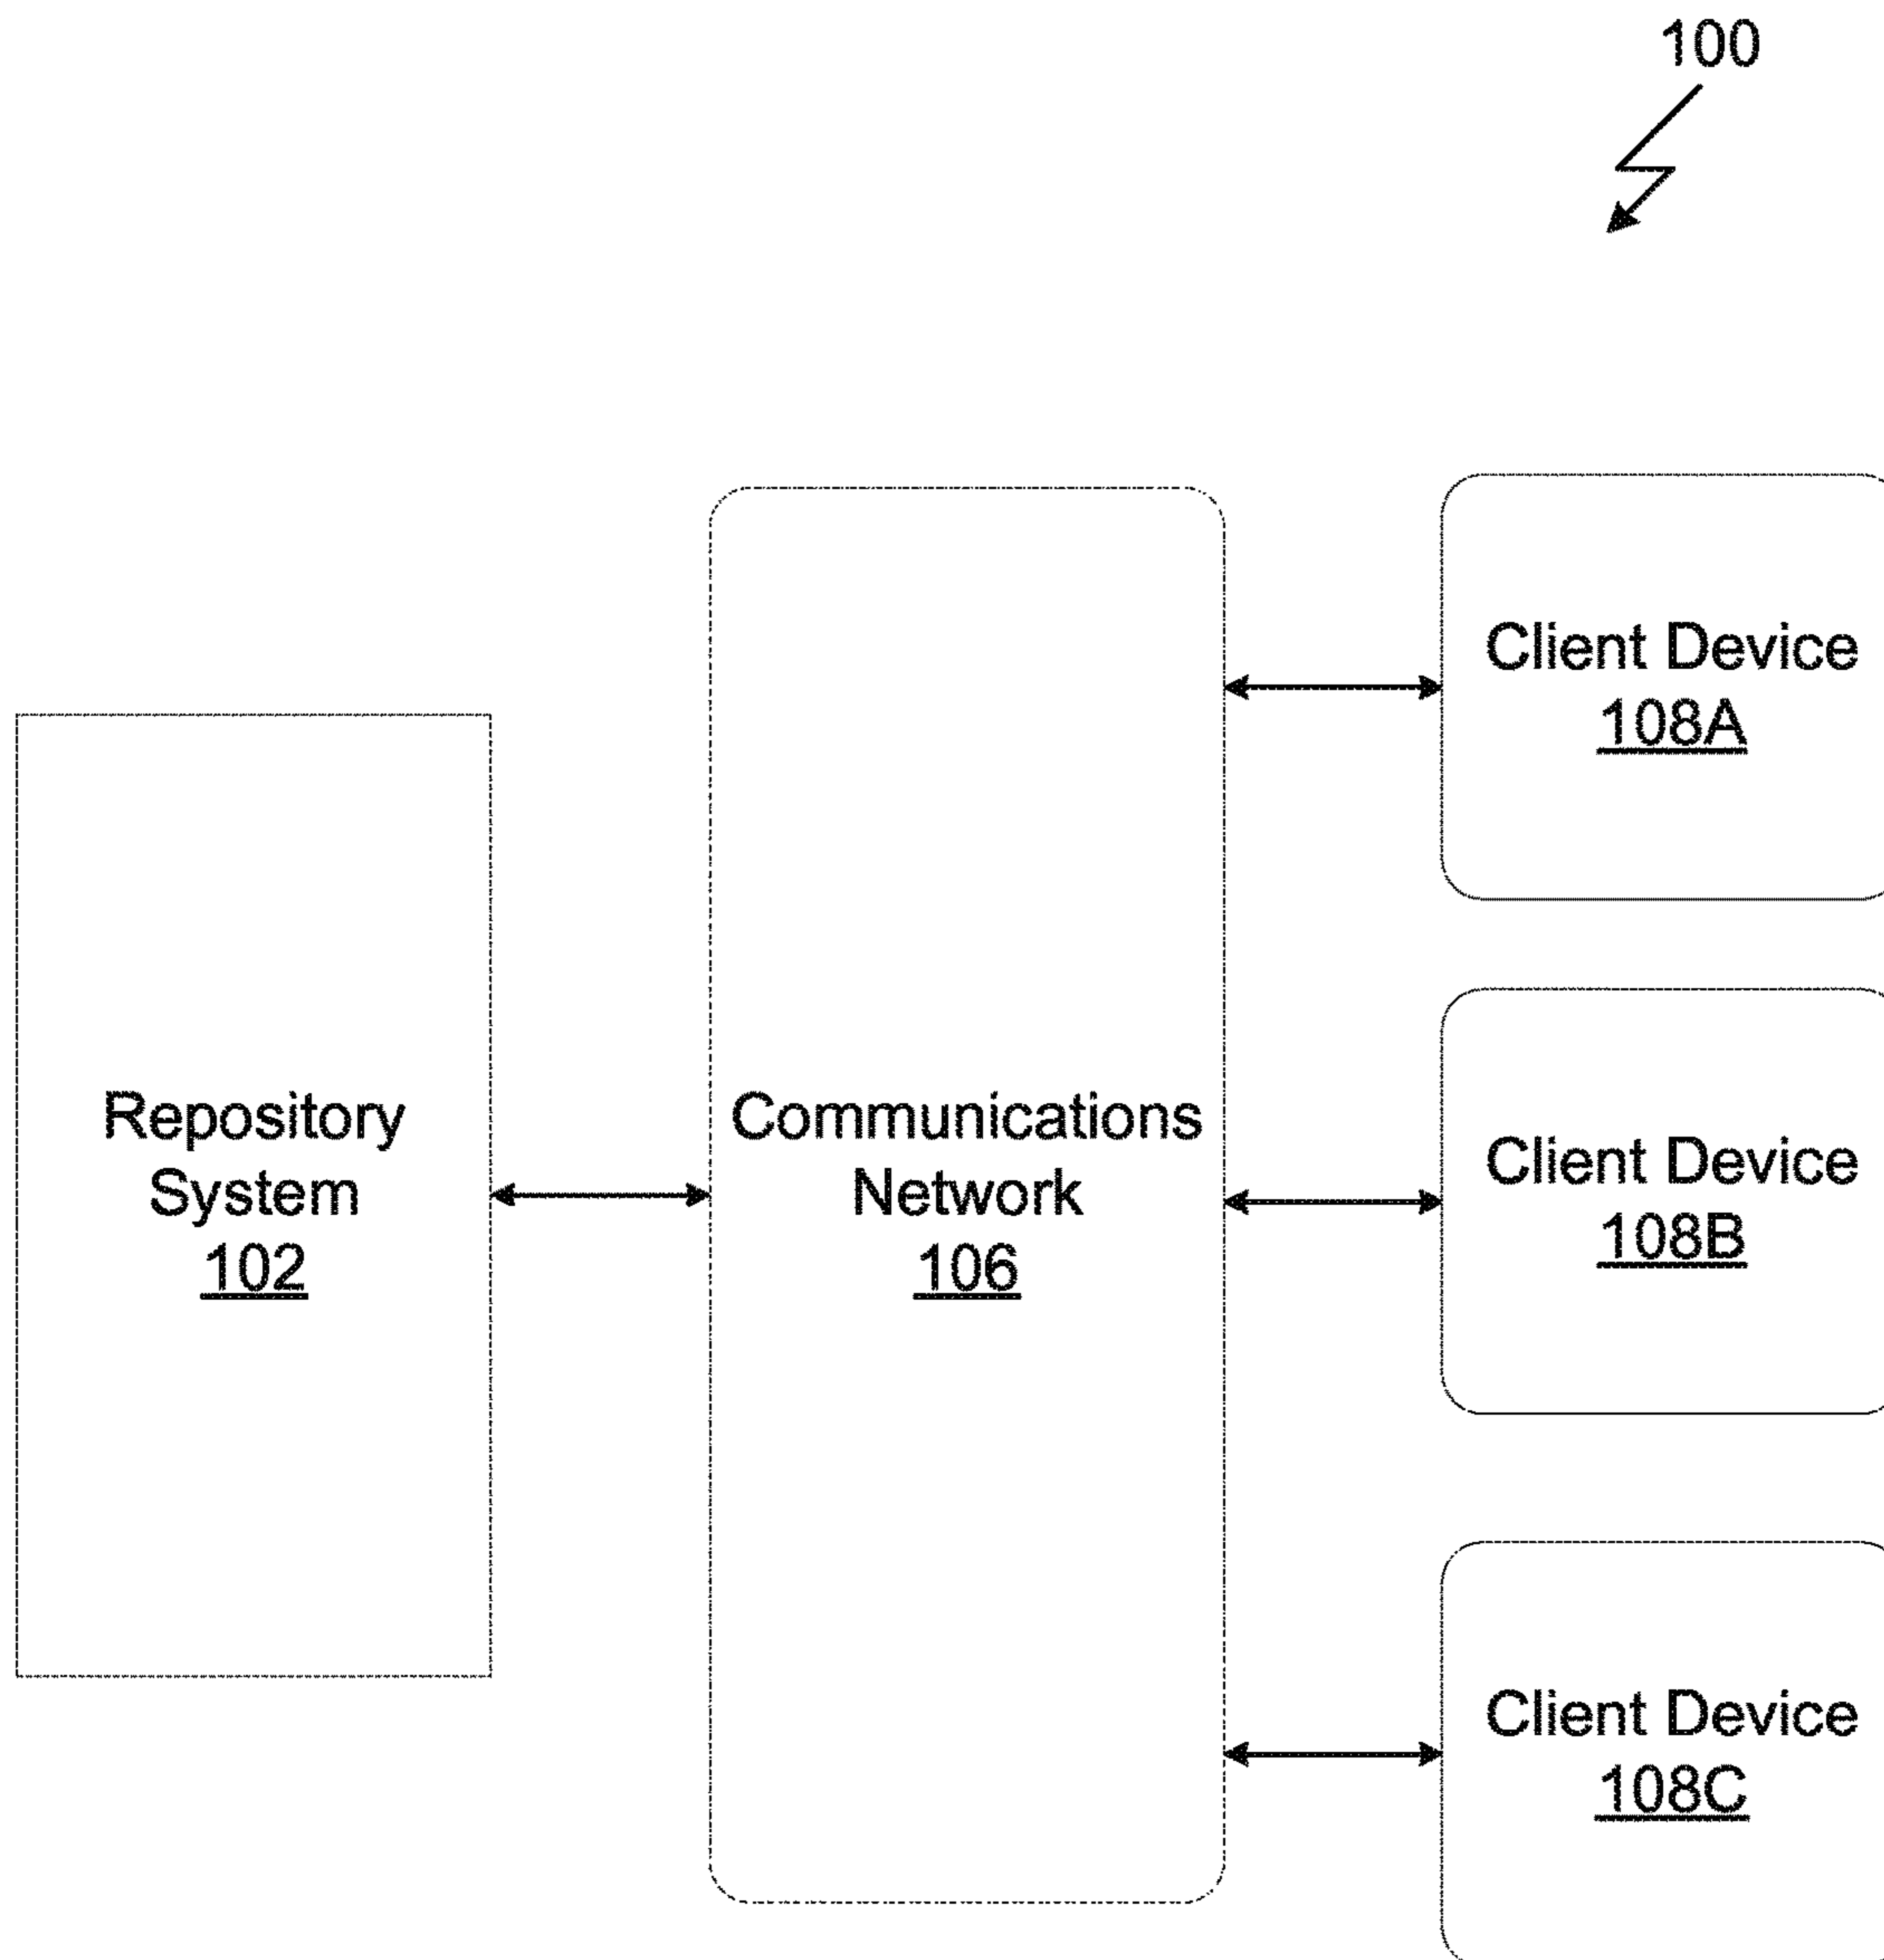 100
Repository
System
102
Communications
Network
106
Client Device
108A
Client Device
108B
Client Device
108C